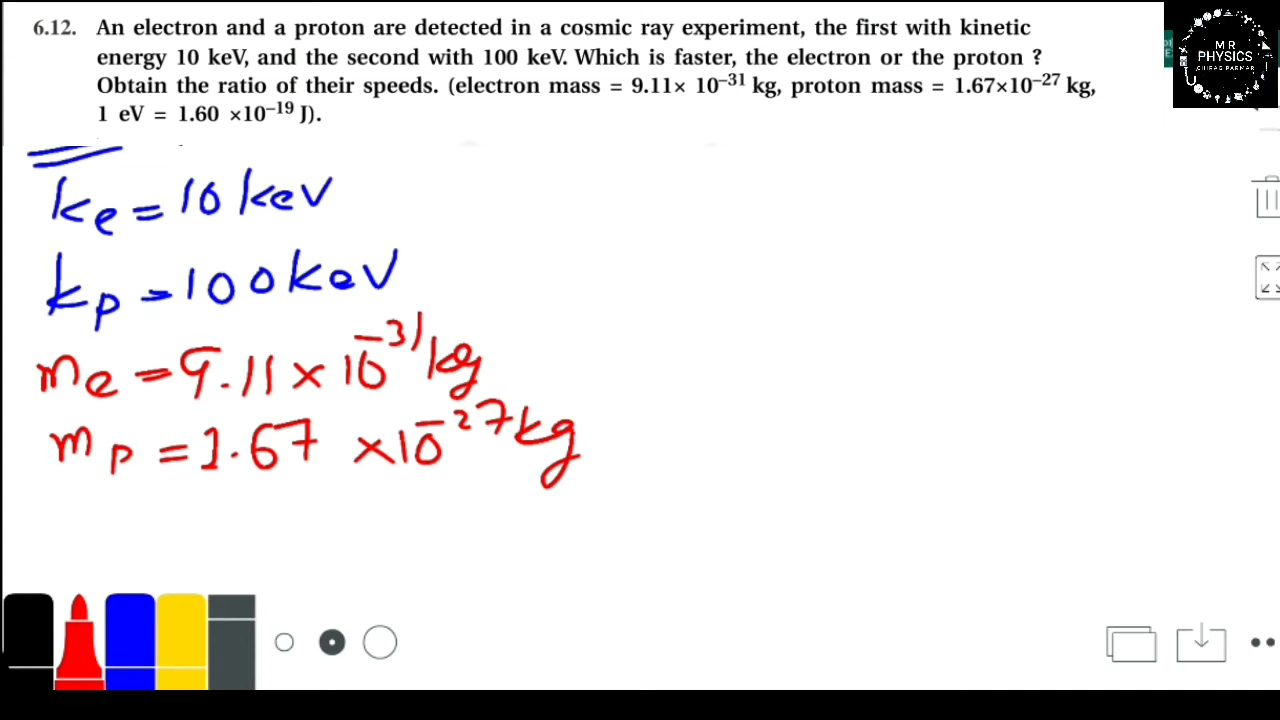 6.12. An electron and a proton are detected in a cosmic ray experiment, the first with kinetic
energy 10 keV, and the second with 100 keV. Which is faster, the electron or the proton ?
Obtain the ratio of their speeds. (electron mass = 9.11× 10⁻³¹ kg, proton mass = 1.67×10⁻²⁷ kg,
1 eV = 1.60 ×10⁻¹⁹ J).
MR
PHYSICS
CHIRAG PARMAR
kₑ = 10 keV
kₚ = 100 keV
mₑ = 9.11 × 10⁻³¹ kg
mₚ = 1.67 × 10⁻²⁷ kg